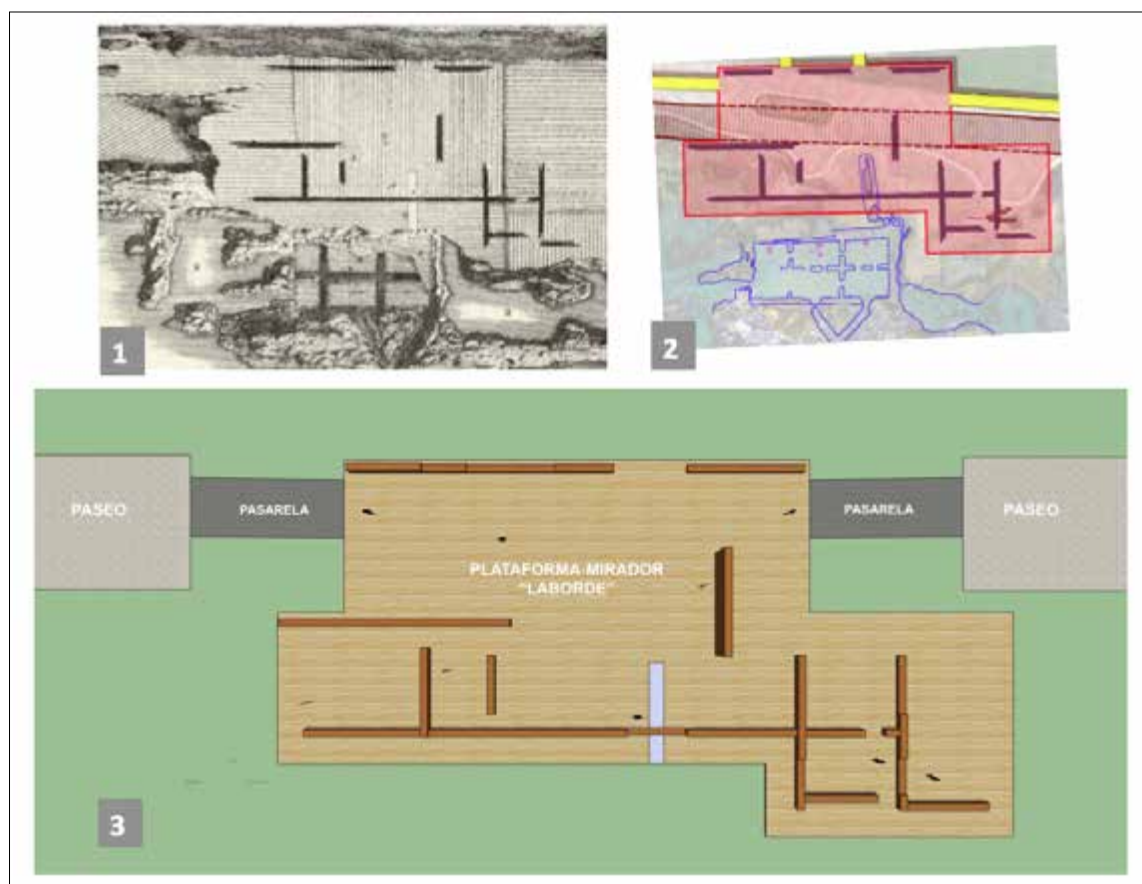 1
2
PASEO
PASARELA
PLATAFORMA-MIRADOR
"LABORDE"
PASARELA
PASEO
3